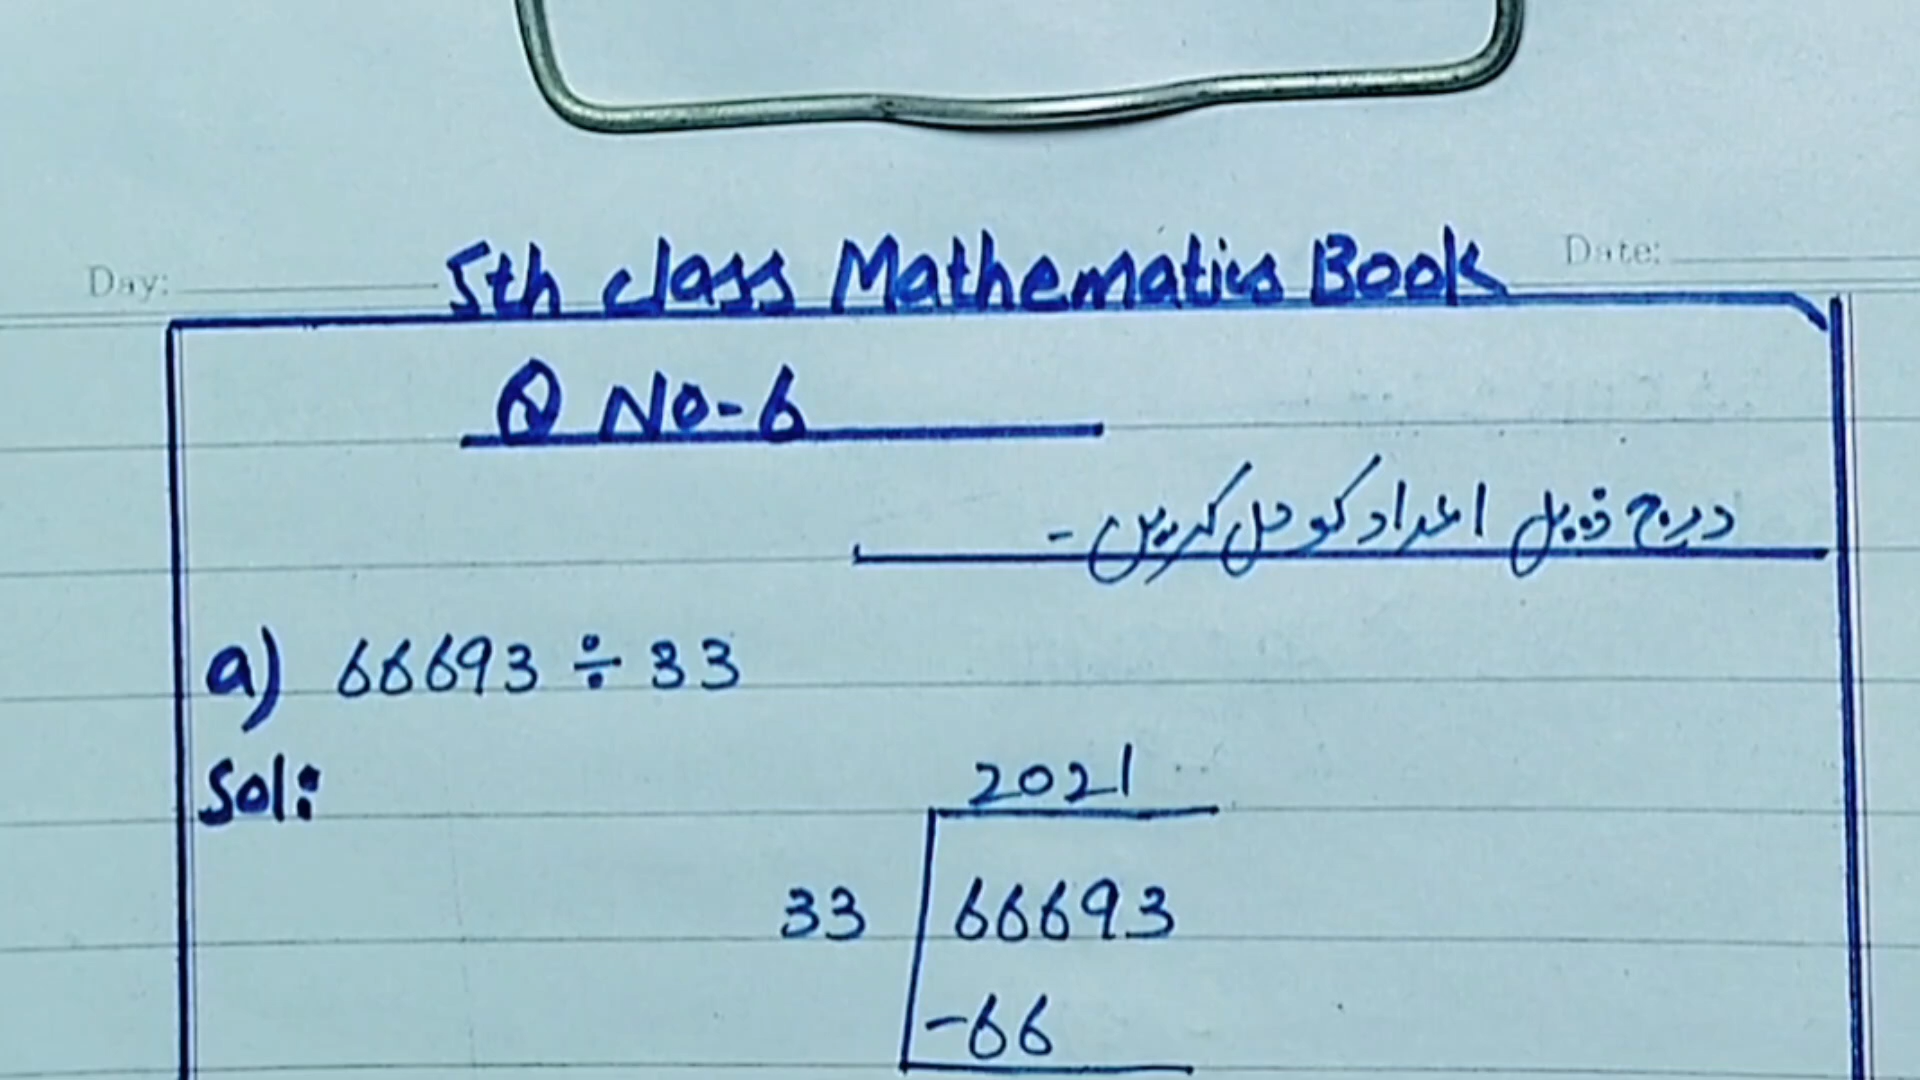 5th class Mathematics Book
Day: Date:
Q No-6
درج ذیل اعداد کو حل کریں-
a) 66693 ÷ 33
Sol:
2021
33 66693
-66